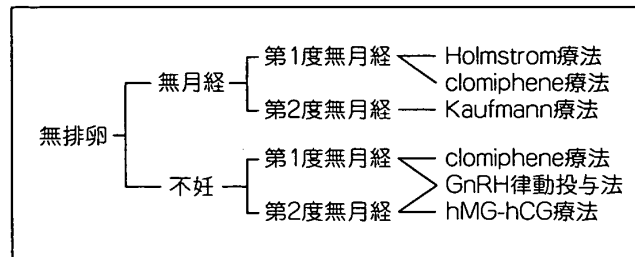 無排卵
無月経
第1度無月経
Holmstrom療法
clomiphene療法
第2度無月経
Kaufmann療法
不妊
第1度無月経
clomiphene療法
GnRH律動投与法
第2度無月経
hMG-hCG療法